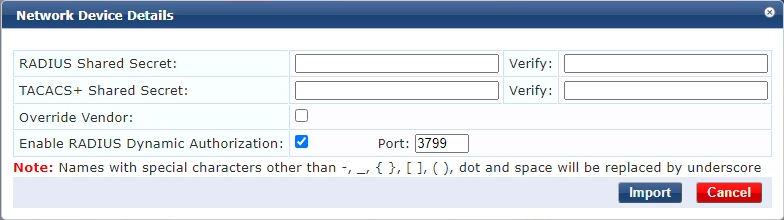 Network Device Details
RADIUS Shared Secret: Verify:
TACACS+ Shared Secret: Verify:
Override Vendor:
Enable RADIUS Dynamic Authorization: Port: 3799
Note: Names with special characters other than -, _, { }, [ ], ( ), dot and space will be replaced by underscore
Import Cancel